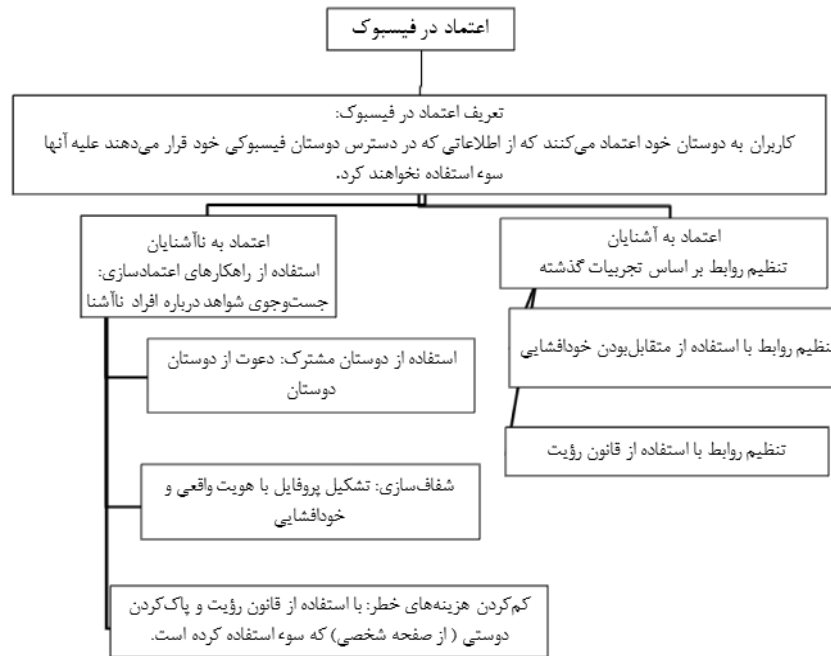 اعتماد در فیسبوک
تعریف اعتماد در فیسبوک:
کاربران به دوستان خود اعتماد می‌کنند که از اطلاعاتی که در دسترس دوستان فیسبوکی خود قرار می‌دهند علیه آنها
سوء استفاده نخواهند کرد.
اعتماد به آشنایان
تنظیم روابط بر اساس تجربیات گذشته
تنظیم روابط با استفاده از متقابل‌بودن خودافشایی
تنظیم روابط با استفاده از قانون رؤیت
اعتماد به ناآشنایان
استفاده از راهکارهای اعتمادسازی:
جست‌وجوی شواهد درباره افراد ناآشنا
استفاده از دوستان مشترک: دعوت از دوستان
دوستان
شفاف‌سازی: تشکیل پروفایل با هویت واقعی و
خودافشایی
کم‌کردن هزینه‌های خطر: با استفاده از قانون رؤیت و پاک‌کردن
دوستی ( از صفحه شخصی) که سوء استفاده کرده است.